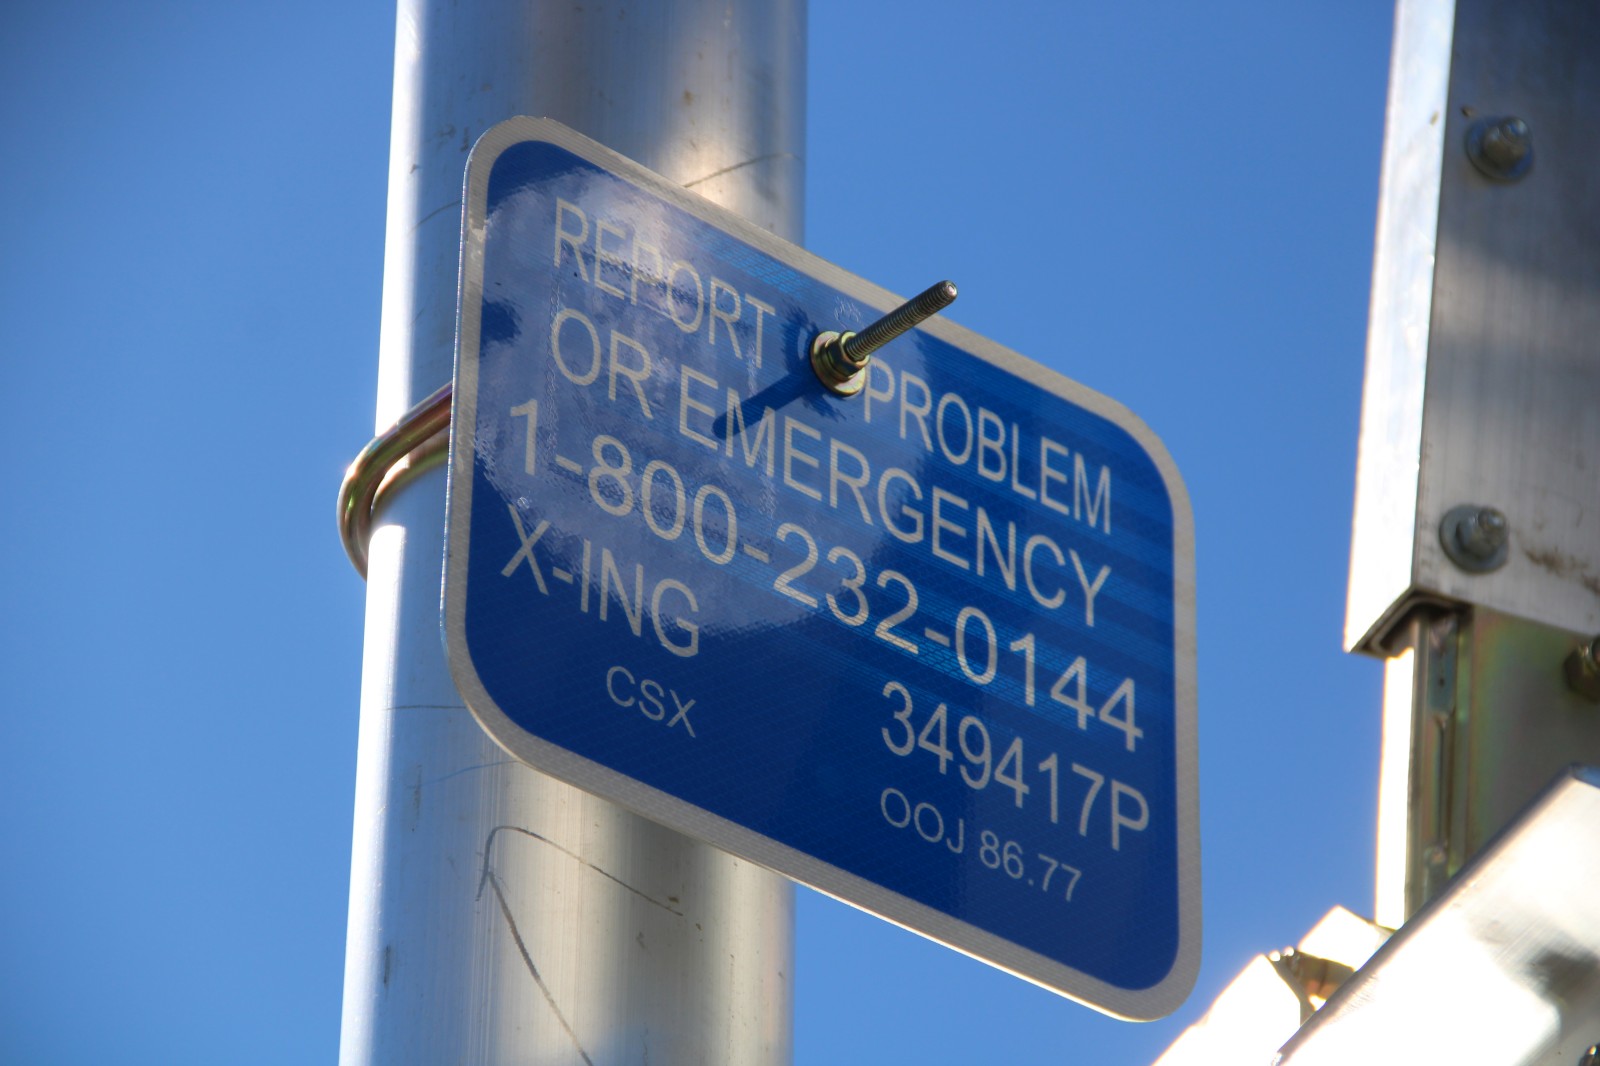 REPORT PROBLEM
OR EMERGENCY
1-800-232-0144
X-ING 349417P
CSX OOJ 86.77